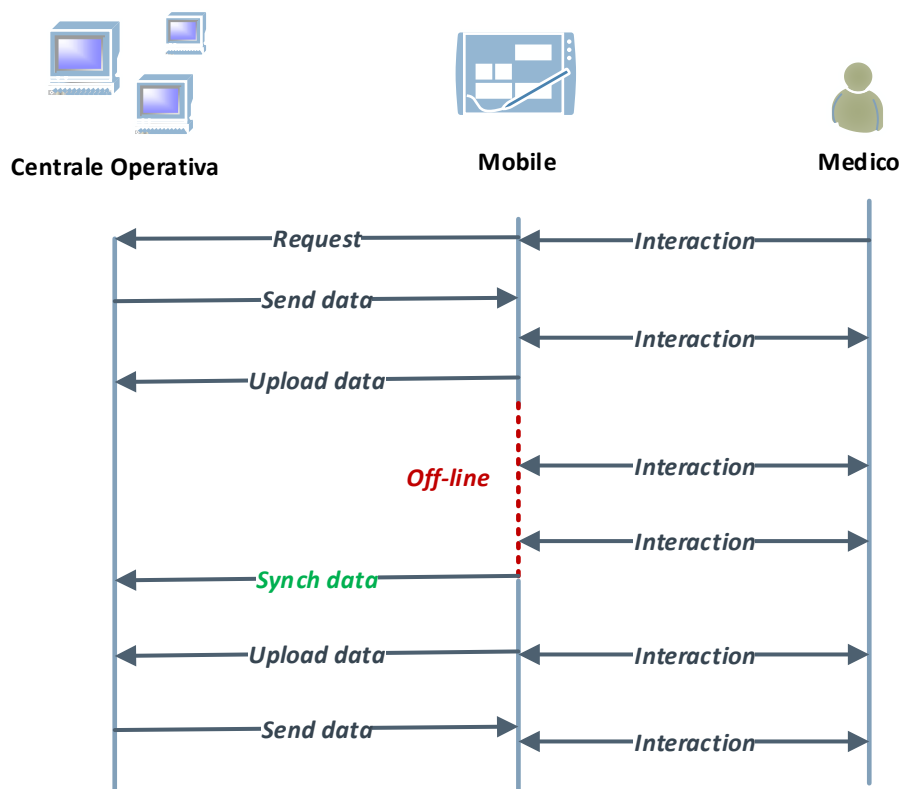 Centrale Operativa
Mobile
Medico
Request
Interaction
Send data
Interaction
Upload data
Interaction
Off-line
Interaction
Synch data
Upload data
Interaction
Send data
Interaction